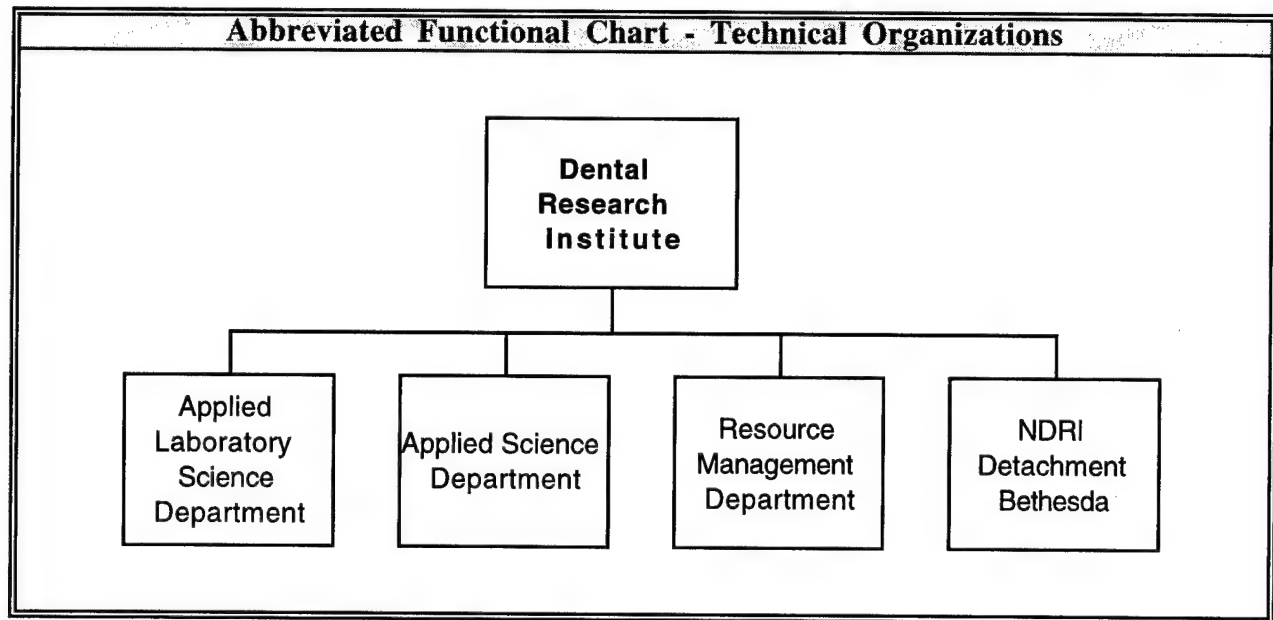 Abbreviated Functional Chart - Technical Organizations
Dental
Research
Institute
Applied
Laboratory
Science
Department
Applied Science
Department
Resource
Management
Department
NDRI
Detachment
Bethesda